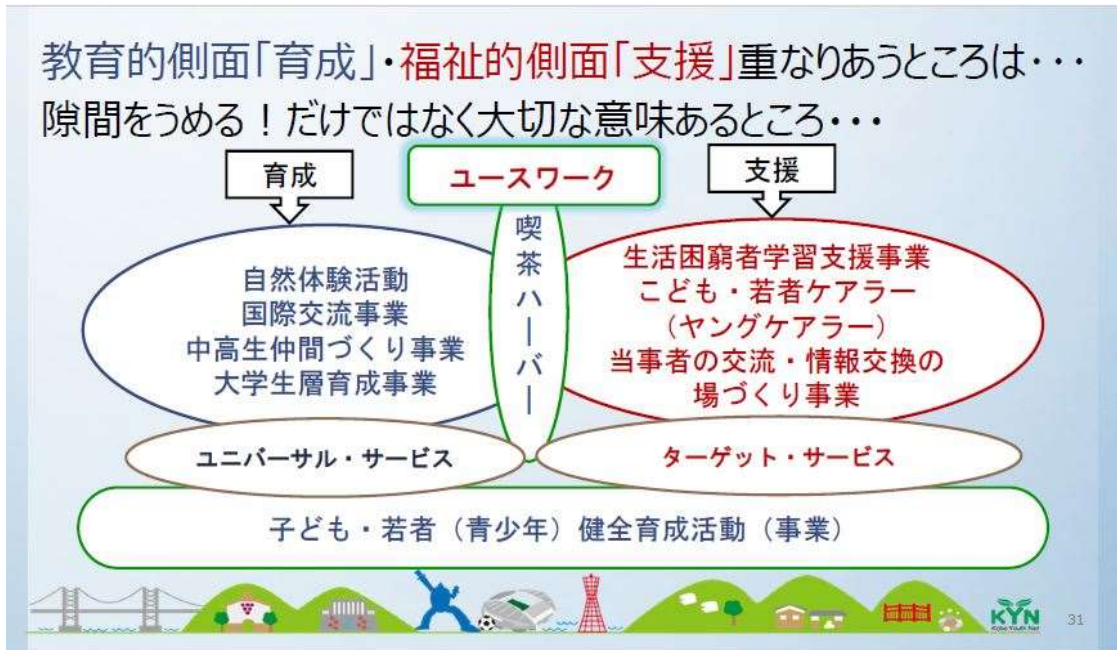 教育的側面「育成」・福祉的側面「支援」重なりあうところは・・・
隙間をうめる！だけではなく大切な意味あるところ・・・
育成
ユースワーク
支援
喫茶ハーバー
自然体験活動
国際交流事業
中高生仲間づくり事業
大学生層育成事業
生活困窮者学習支援事業
こども・若者ケアラー
（ヤングケアラー）
当事者の交流・情報交換の
場づくり事業
ユニバーサル・サービス
ターゲット・サービス
子ども・若者（青少年）健全育成活動（事業）
KYN
Kobe Youth Net
31